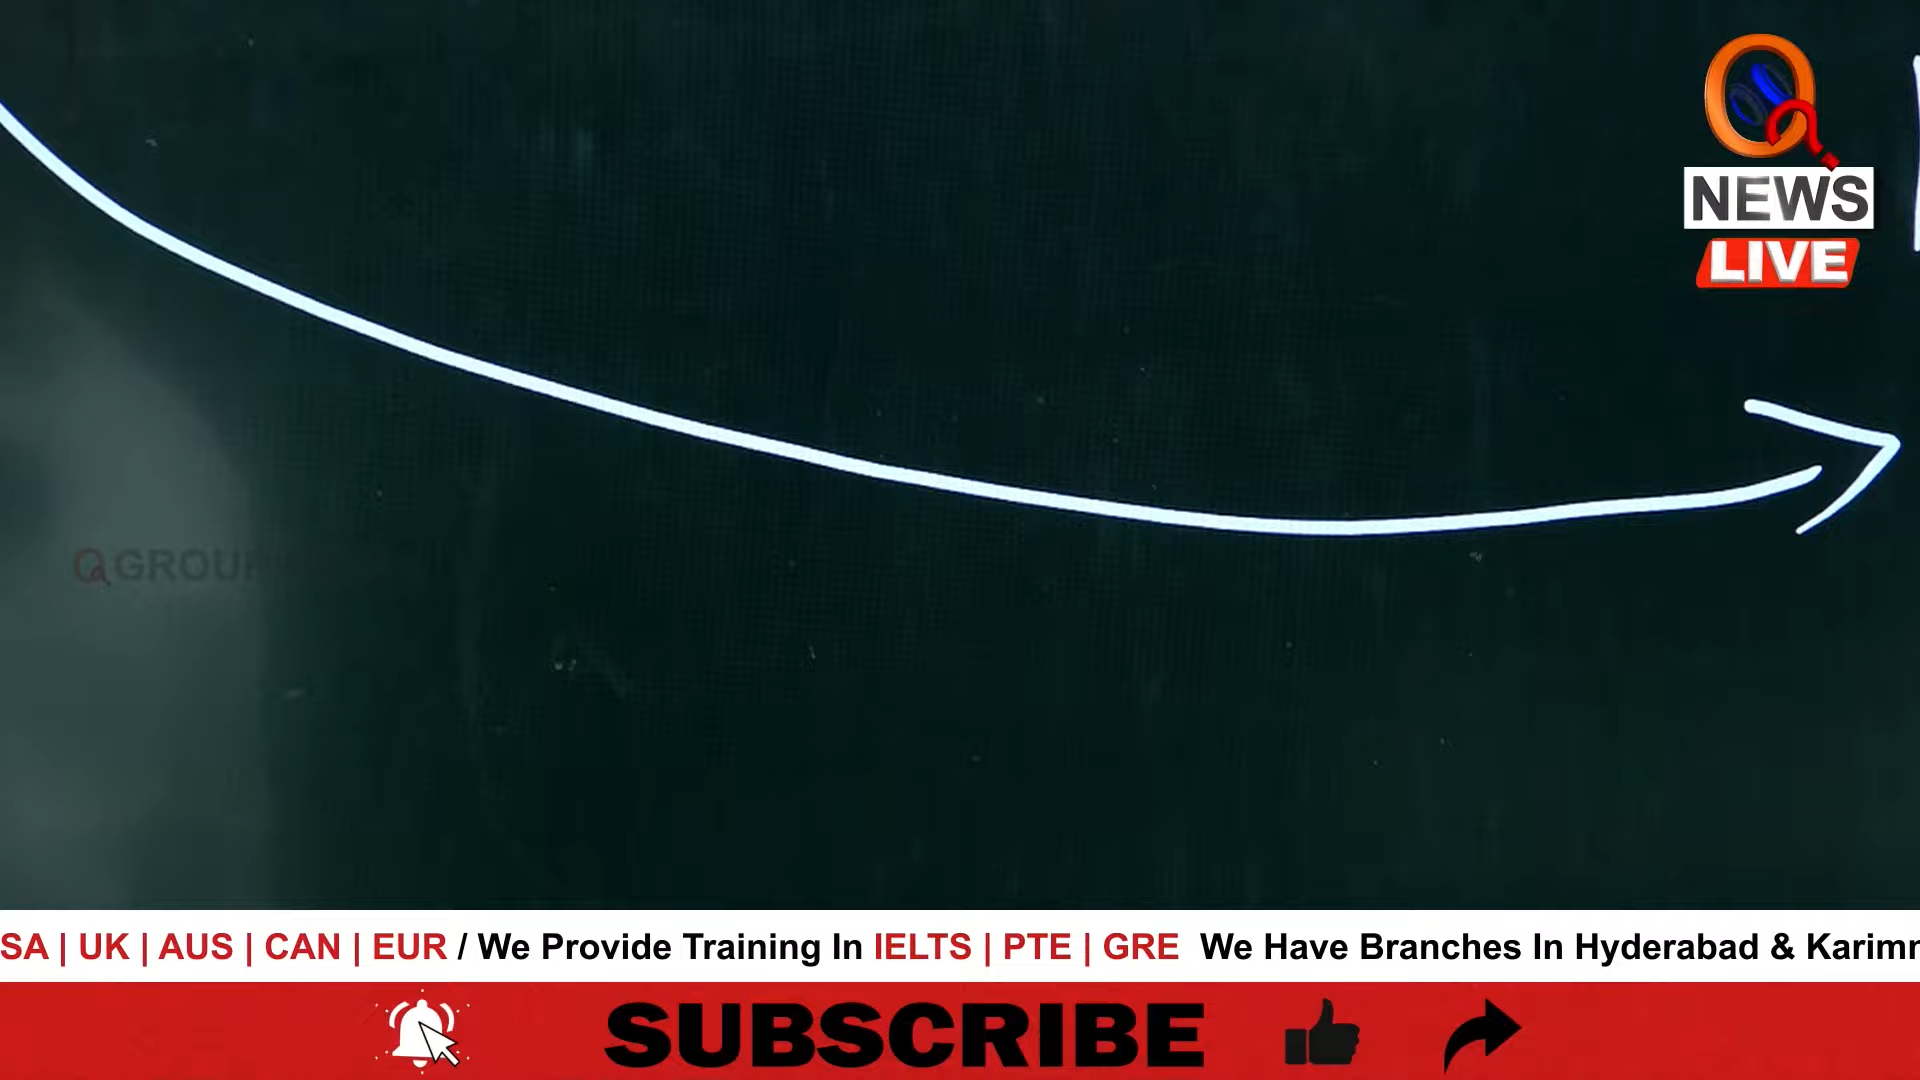 NEWS
LIVE
GROUP
SA | UK | AUS | CAN | EUR / We Provide Training In IELTS | PTE | GRE We Have Branches In Hyderabad & Karimn
SUBSCRIBE